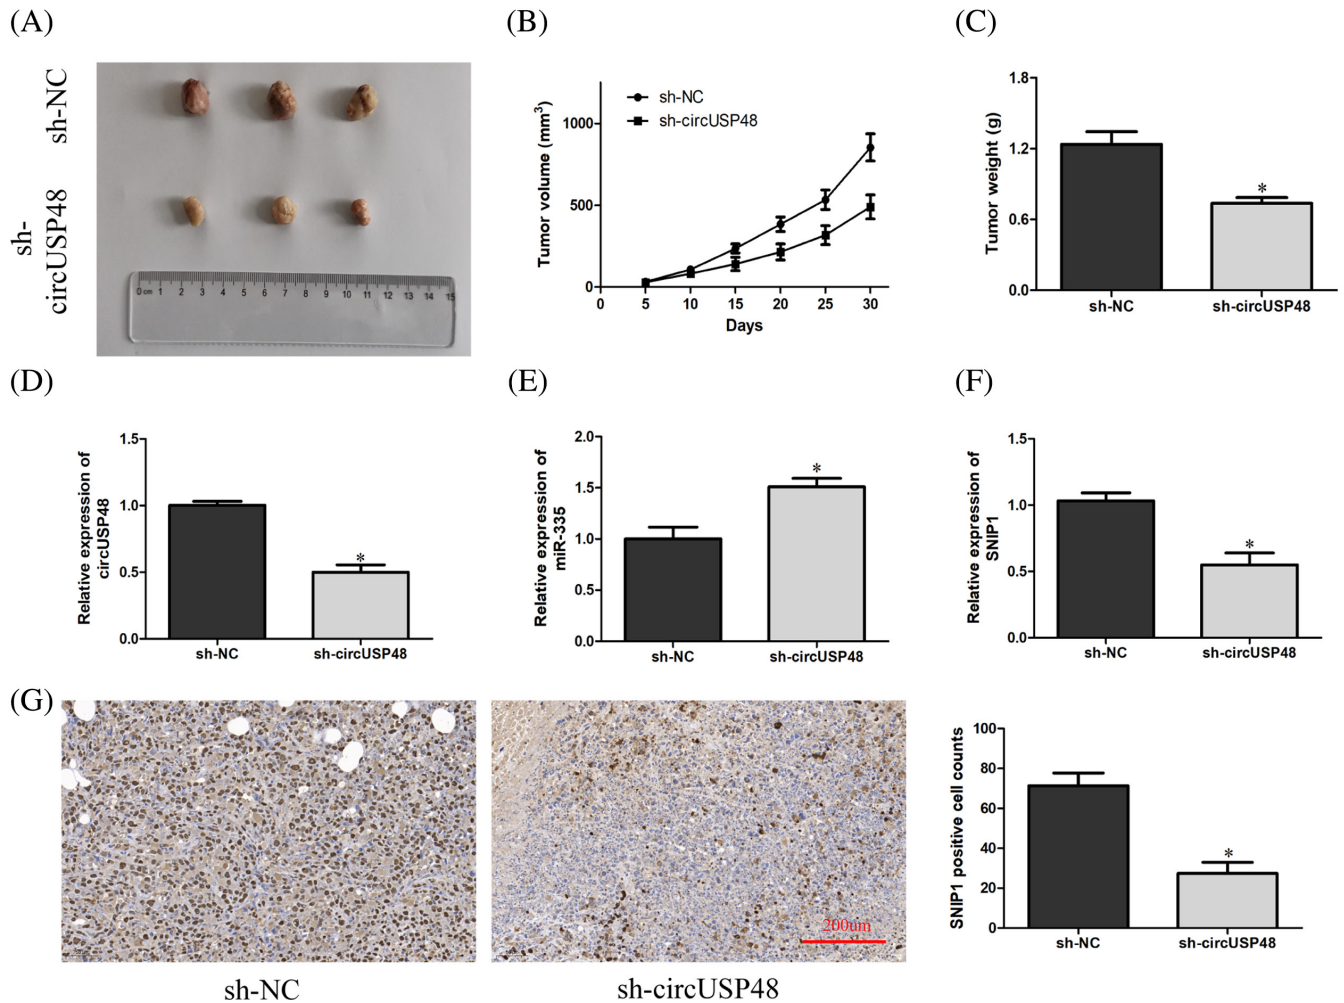 (A)
sh-NC
sh-
circUSP48
0 cm 1 2 3 4 5 6 7 8 9 10 11 12 13 14 15
(B)
Tumor volume (mm³)
1000
500
0
sh-NC
sh-circUSP48
0 5 10 15 20 25 30
Days
(C)
Tumor weight (g)
1.8
1.2
0.6
0.0
*
sh-NC sh-circUSP48
(D)
Relative expression of
circUSP48
1.5
1.0
0.5
0.0
*
sh-NC sh-circUSP48
(E)
Relative expression of
miR-335
2.0
1.5
1.0
0.5
0.0
*
sh-NC sh-circUSP48
(F)
Relative expression of
SNIP1
1.5
1.0
0.5
0.0
*
sh-NC sh-circUSP48
(G)
200um
sh-NC sh-circUSP48
SNIP1 positive cell counts
100
80
60
40
20
0
*
sh-NC sh-circUSP48